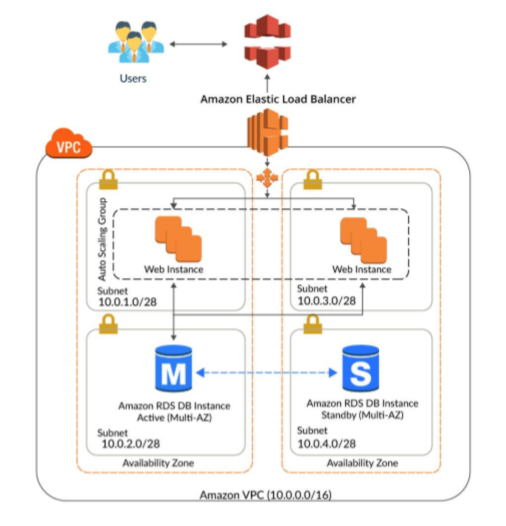 Users
Amazon Elastic Load Balancer
VPC
Auto Scaling Group
Web Instance
Web Instance
Subnet
10.0.1.0/28
Subnet
10.0.3.0/28
M
S
Amazon RDS DB Instance
Active (Multi-AZ)
Amazon RDS DB Instance
Standby (Multi-AZ)
Subnet
10.0.2.0/28
Subnet
10.0.4.0/28
Availability Zone
Availability Zone
Amazon VPC (10.0.0.0/16)